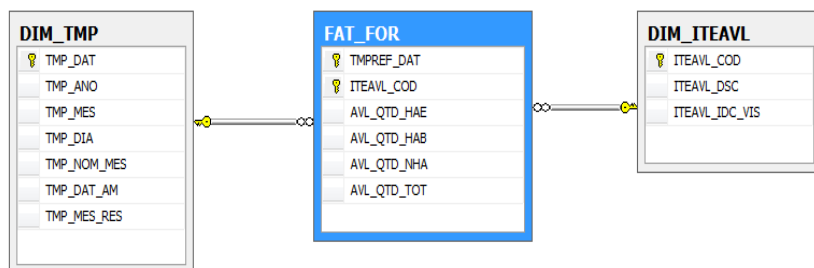 DIM_TMP
TMP_DAT
TMP_ANO
TMP_MES
TMP_DIA
TMP_NOM_MES
TMP_DAT_AM
TMP_MES_RES
FAT_FOR
TMPREF_DAT
ITEAVL_COD
AVL_QTD_HAE
AVL_QTD_HAB
AVL_QTD_NHA
AVL_QTD_TOT
DIM_ITEAVL
ITEAVL_COD
ITEAVL_DSC
ITEAVL_IDC_VIS